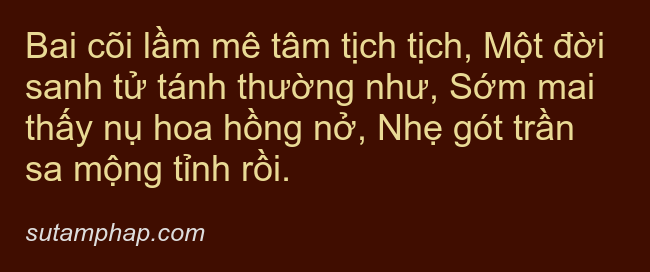 Bai cõi lầm mê tâm tịch tịch, Một đời
sanh tử tánh thường như, Sớm mai
thấy nụ hoa hồng nở, Nhẹ gót trần
sa mộng tỉnh rồi.
sutamphap.com